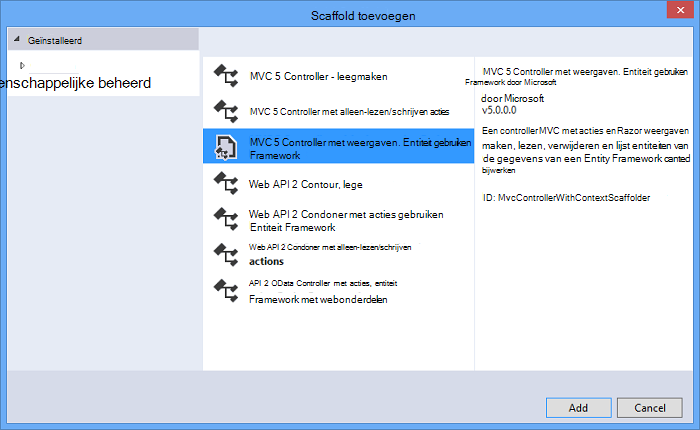 Scaffold toevoegen
Geïnstalleerd
enschappelijke beheerd
MVC 5 Controller - leegmaken
MVC 5 Controller met alleen-lezen/schrijven acties
MVC 5 Controller met weergaven. Entiteit gebruiken
Framework
Web API 2 Contour, lege
Web API 2 Condoner met acties gebruiken
Entiteit Framework
Web API 2 Condoner met alleen-lezen/schrijven
actions
API 2 OData Controller met acties, entiteit
Framework met webonderdelen
MVC 5 Controller met weergaven. Entiteit gebruiken
Framework door Microsoft
door Microsoft
v5.0.0.0
Een controller MVC met acties en Razor weergaven
maken, lezen, verwijderen en lijst entiteiten van
de gegevens van een Entity Framework canted
bijwerken
ID: MvcControllerWithContextScaffolder
Add
Cancel